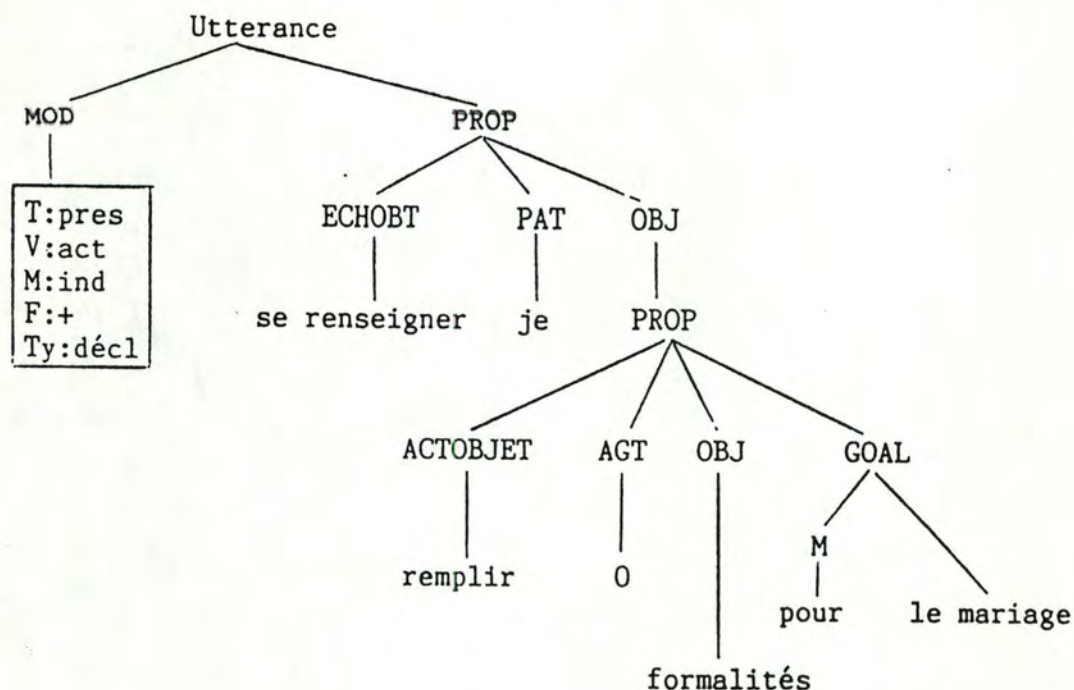 Utterance
MOD PROP
T:pres
V:act
M:ind
F:+
Ty:décl
ECHOBT PAT OBJ
se renseigner je PROP
ACTOBJET AGT OBJ GOAL
remplir O M
pour le mariage
formalités